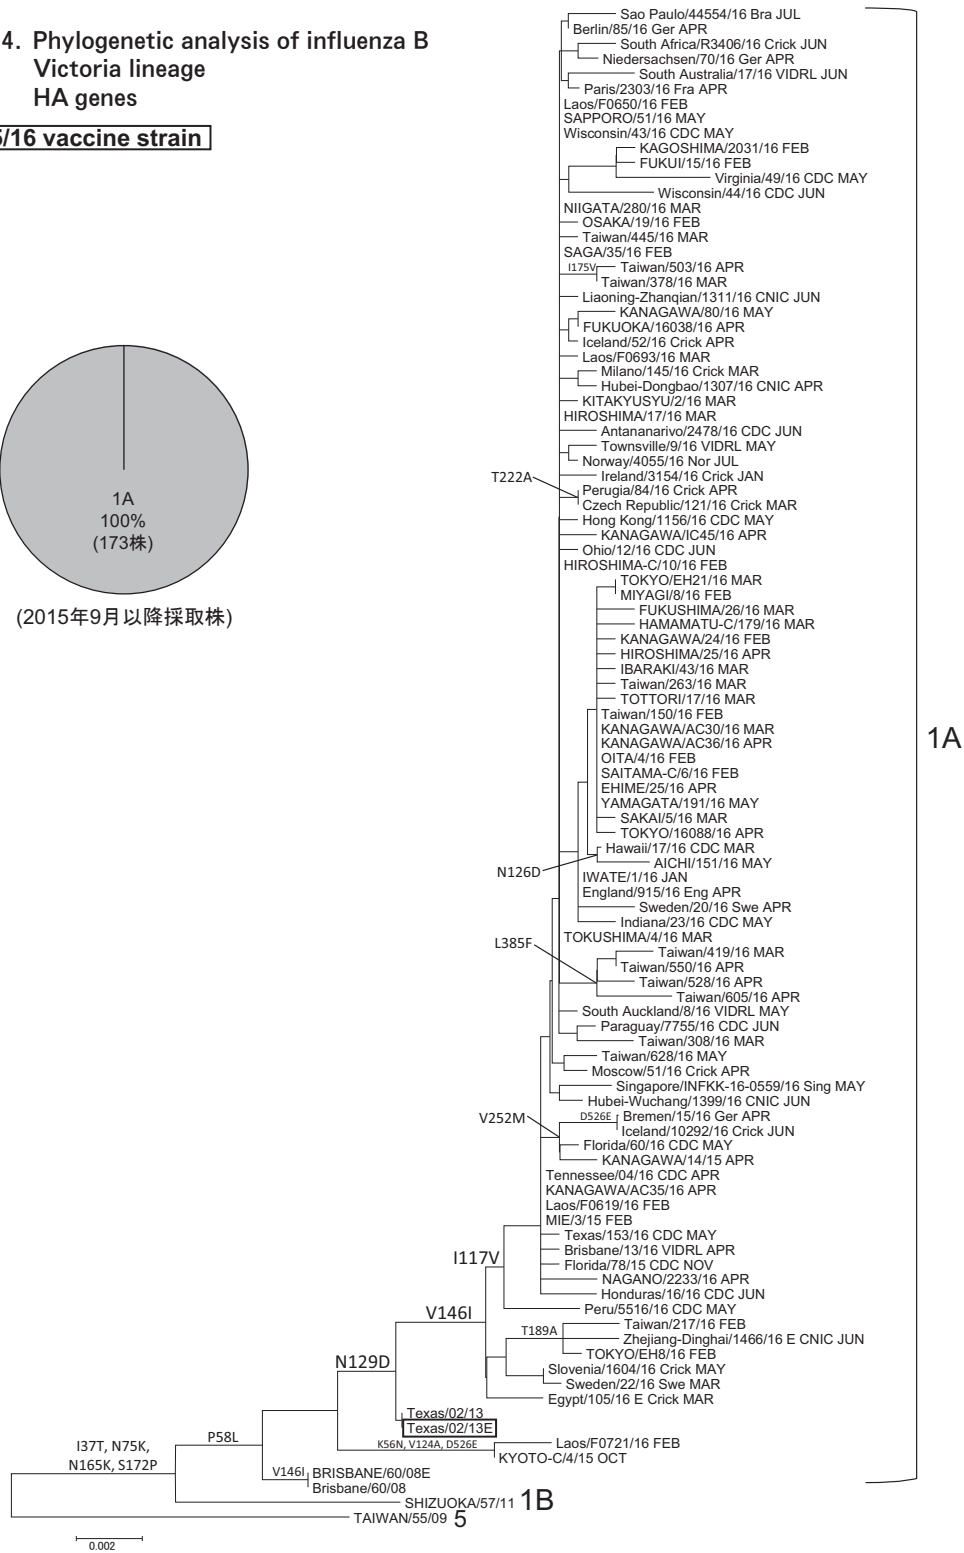 4. Phylogenetic analysis of influenza B
Victoria lineage
HA genes
5/16 vaccine strain
1A
100%
(173株)
(2015年9月以降採取株)
Sao Paulo/44554/16 Bra JUL
Berlin/85/16 Ger APR
South Africa/R3406/16 Crick JUN
Niedersachsen/70/16 Ger APR
South Australia/17/16 VIDRL JUN
Paris/2303/16 Fra APR
Laos/F0650/16 FEB
SAPPORO/51/16 MAY
Wisconsin/43/16 CDC MAY
KAGOSHIMA/2031/16 FEB
FUKUI/15/16 FEB
Virginia/49/16 CDC MAY
Wisconsin/44/16 CDC JUN
NIIGATA/280/16 MAR
OSAKA/19/16 FEB
Taiwan/445/16 MAR
SAGA/35/16 FEB
I175V
Taiwan/503/16 APR
Taiwan/378/16 MAR
Liaoning-Zhanqian/1311/16 CNIC JUN
KANAGAWA/80/16 MAY
FUKUOKA/16038/16 APR
Iceland/52/16 Crick APR
Laos/F0693/16 MAR
Milano/145/16 Crick MAR
Hubei-Dongbao/1307/16 CNIC APR
KITAKYUSYU/2/16 MAR
HIROSHIMA/17/16 MAR
Antananarivo/2478/16 CDC JUN
Townsville/9/16 VIDRL MAY
Norway/4055/16 Nor JUL
Ireland/3154/16 Crick JAN
T222A
Perugia/84/16 Crick APR
Czech Republic/121/16 Crick MAR
Hong Kong/1156/16 CDC MAY
KANAGAWA/IC45/16 APR
Ohio/12/16 CDC JUN
HIROSHIMA-C/10/16 FEB
TOKYO/EH21/16 MAR
MIYAGI/8/16 FEB
FUKUSHIMA/26/16 MAR
HAMAMATU-C/179/16 MAR
KANAGAWA/24/16 FEB
HIROSHIMA/25/16 APR
IBARAKI/43/16 MAR
Taiwan/263/16 MAR
TOTTORI/17/16 MAR
Taiwan/150/16 FEB
KANAGAWA/AC30/16 MAR
KANAGAWA/AC36/16 APR
OITA/4/16 FEB
SAITAMA-C/6/16 FEB
EHIME/25/16 APR
YAMAGATA/191/16 MAY
SAKAI/5/16 MAR
TOKYO/16088/16 APR
Hawaii/17/16 CDC MAR
AICHI/151/16 MAY
N126D
IWATE/1/16 JAN
England/915/16 Eng APR
Sweden/20/16 Swe APR
Indiana/23/16 CDC MAY
TOKUSHIMA/4/16 MAR
L385F
Taiwan/419/16 MAR
Taiwan/550/16 APR
Taiwan/528/16 APR
Taiwan/605/16 APR
South Auckland/8/16 VIDRL MAY
Paraguay/7755/16 CDC JUN
Taiwan/308/16 MAR
Taiwan/628/16 MAY
Moscow/51/16 Crick APR
Singapore/INFKK-16-0559/16 Sing MAY
Hubei-Wuchang/1399/16 CNIC JUN
V252M
D526E
Bremen/15/16 Ger APR
Iceland/10292/16 Crick JUN
Florida/60/16 CDC MAY
KANAGAWA/14/15 APR
Tennessee/04/16 CDC APR
KANAGAWA/AC35/16 APR
Laos/F0619/16 FEB
MIE/3/15 FEB
Texas/153/16 CDC MAY
Brisbane/13/16 VIDRL APR
I117V
Florida/78/15 CDC NOV
NAGANO/2233/16 APR
Honduras/16/16 CDC JUN
Peru/5516/16 CDC MAY
V146I
T189A
Taiwan/217/16 FEB
Zhejiang-Dinghai/1466/16 E CNIC JUN
TOKYO/EH8/16 FEB
N129D
Slovenia/1604/16 Crick MAY
Sweden/22/16 Swe MAR
Egypt/105/16 E Crick MAR
Texas/02/13
Texas/02/13E
K56N, V124A, D526E
Laos/F0721/16 FEB
KYOTO-C/4/15 OCT
P58L
I37T, N75K,
N165K, S172P
V146I
BRISBANE/60/08E
Brisbane/60/08
SHIZUOKA/57/11 1B
TAIWAN/55/09 5
0.002
1A